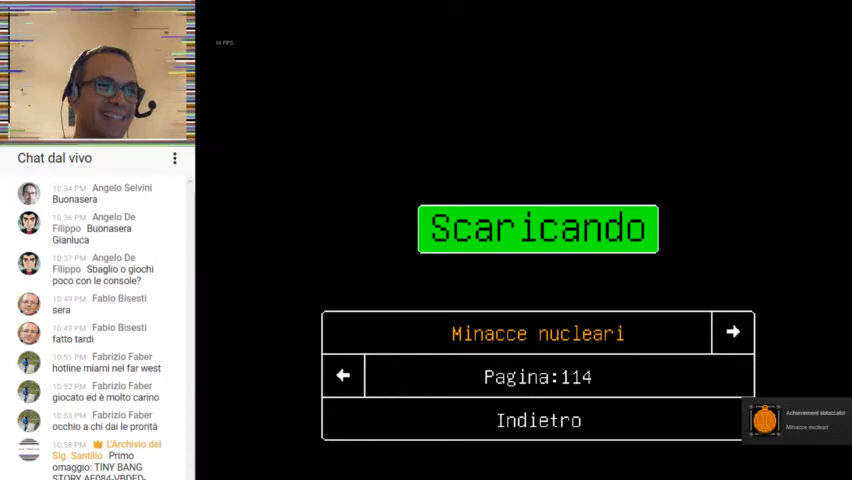 14 FPS
Chat dal vivo
10:34 PM Angelo Selvini
Buonasera
10:36 PM Angelo De
Filippo Buonasera
Gianluca
10:37 PM Angelo De
Filippo Sbaglio o giochi
poco con le console?
10:49 PM Fabio Bisesti
sera
10:49 PM Fabio Bisesti
fatto tardi
10:51 PM Fabrizio Faber
hotline miami nel far west
10:52 PM Fabrizio Faber
giocato ed è molto carino
10:53 PM Fabrizio Faber
occhio a chi dai le prorità
10:58 PM L'Archivio del
Sig. Santilio Primo
omaggio: TINY BANG
STORY AF084-VBDED-
Scaricando
Minacce nucleari
Pagina:114
Indietro
Achievement sbloccato!
Minacce nucleari